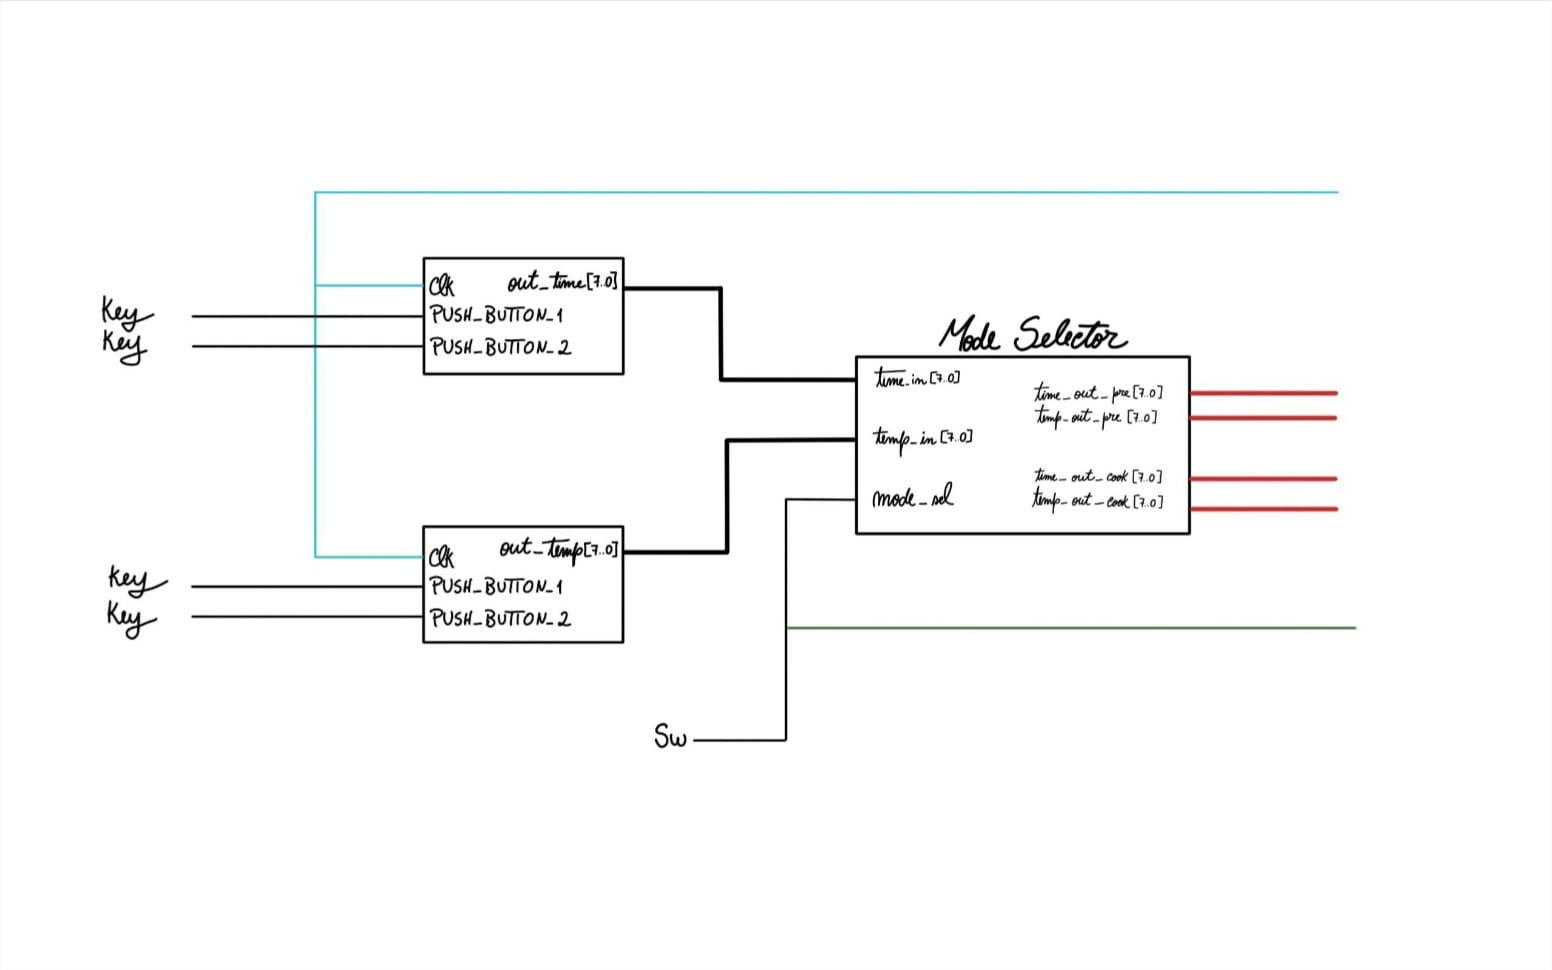 Clk out_time[7..0]
Key PUSH_BUTTON_1
Key PUSH_BUTTON_2
Mode Selector
time_in[7..0]
time_out_pre[7..0]
temp_out_pre[7..0]
temp_in[7..0]
time_out_cook[7..0]
mode_sel
temp_out_cook[7..0]
Clk out_temp[7..0]
Key PUSH_BUTTON_1
Key PUSH_BUTTON_2
Sw